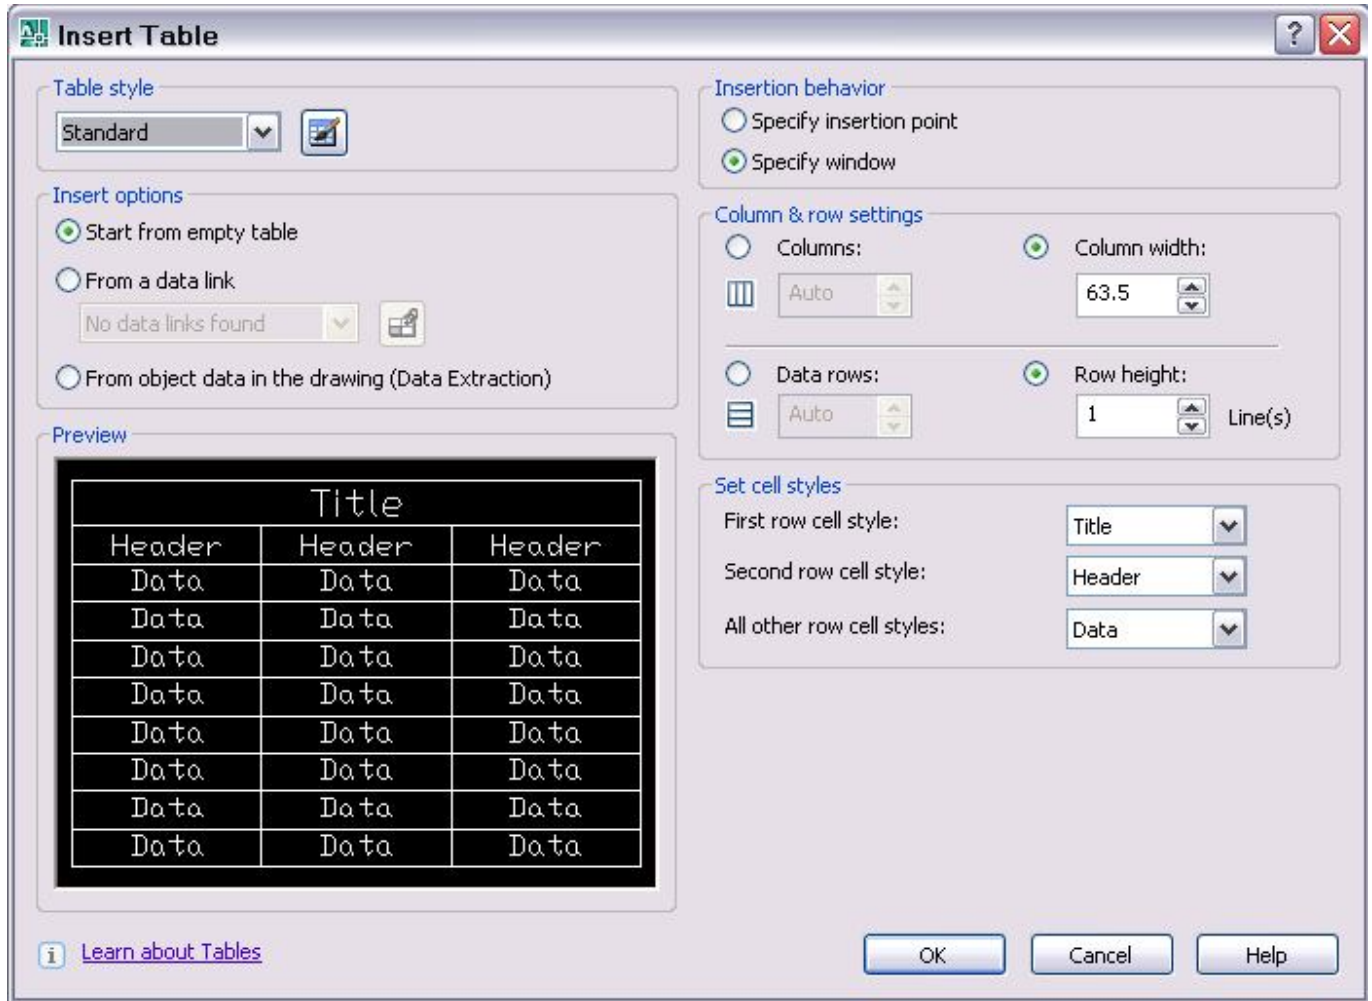 Insert Table
Table style
Standard
Insert options
Start from empty table
From a data link
No data links found
From object data in the drawing (Data Extraction)
Preview
Title
Header Header Header
Data Data Data
Data Data Data
Data Data Data
Data Data Data
Data Data Data
Data Data Data
Data Data Data
Data Data Data
Insertion behavior
Specify insertion point
Specify window
Column & row settings
Columns: Column width:
Auto 63.5
Data rows: Row height:
Auto 1 Line(s)
Set cell styles
First row cell style: Title
Second row cell style: Header
All other row cell styles: Data
Learn about Tables
OK Cancel Help